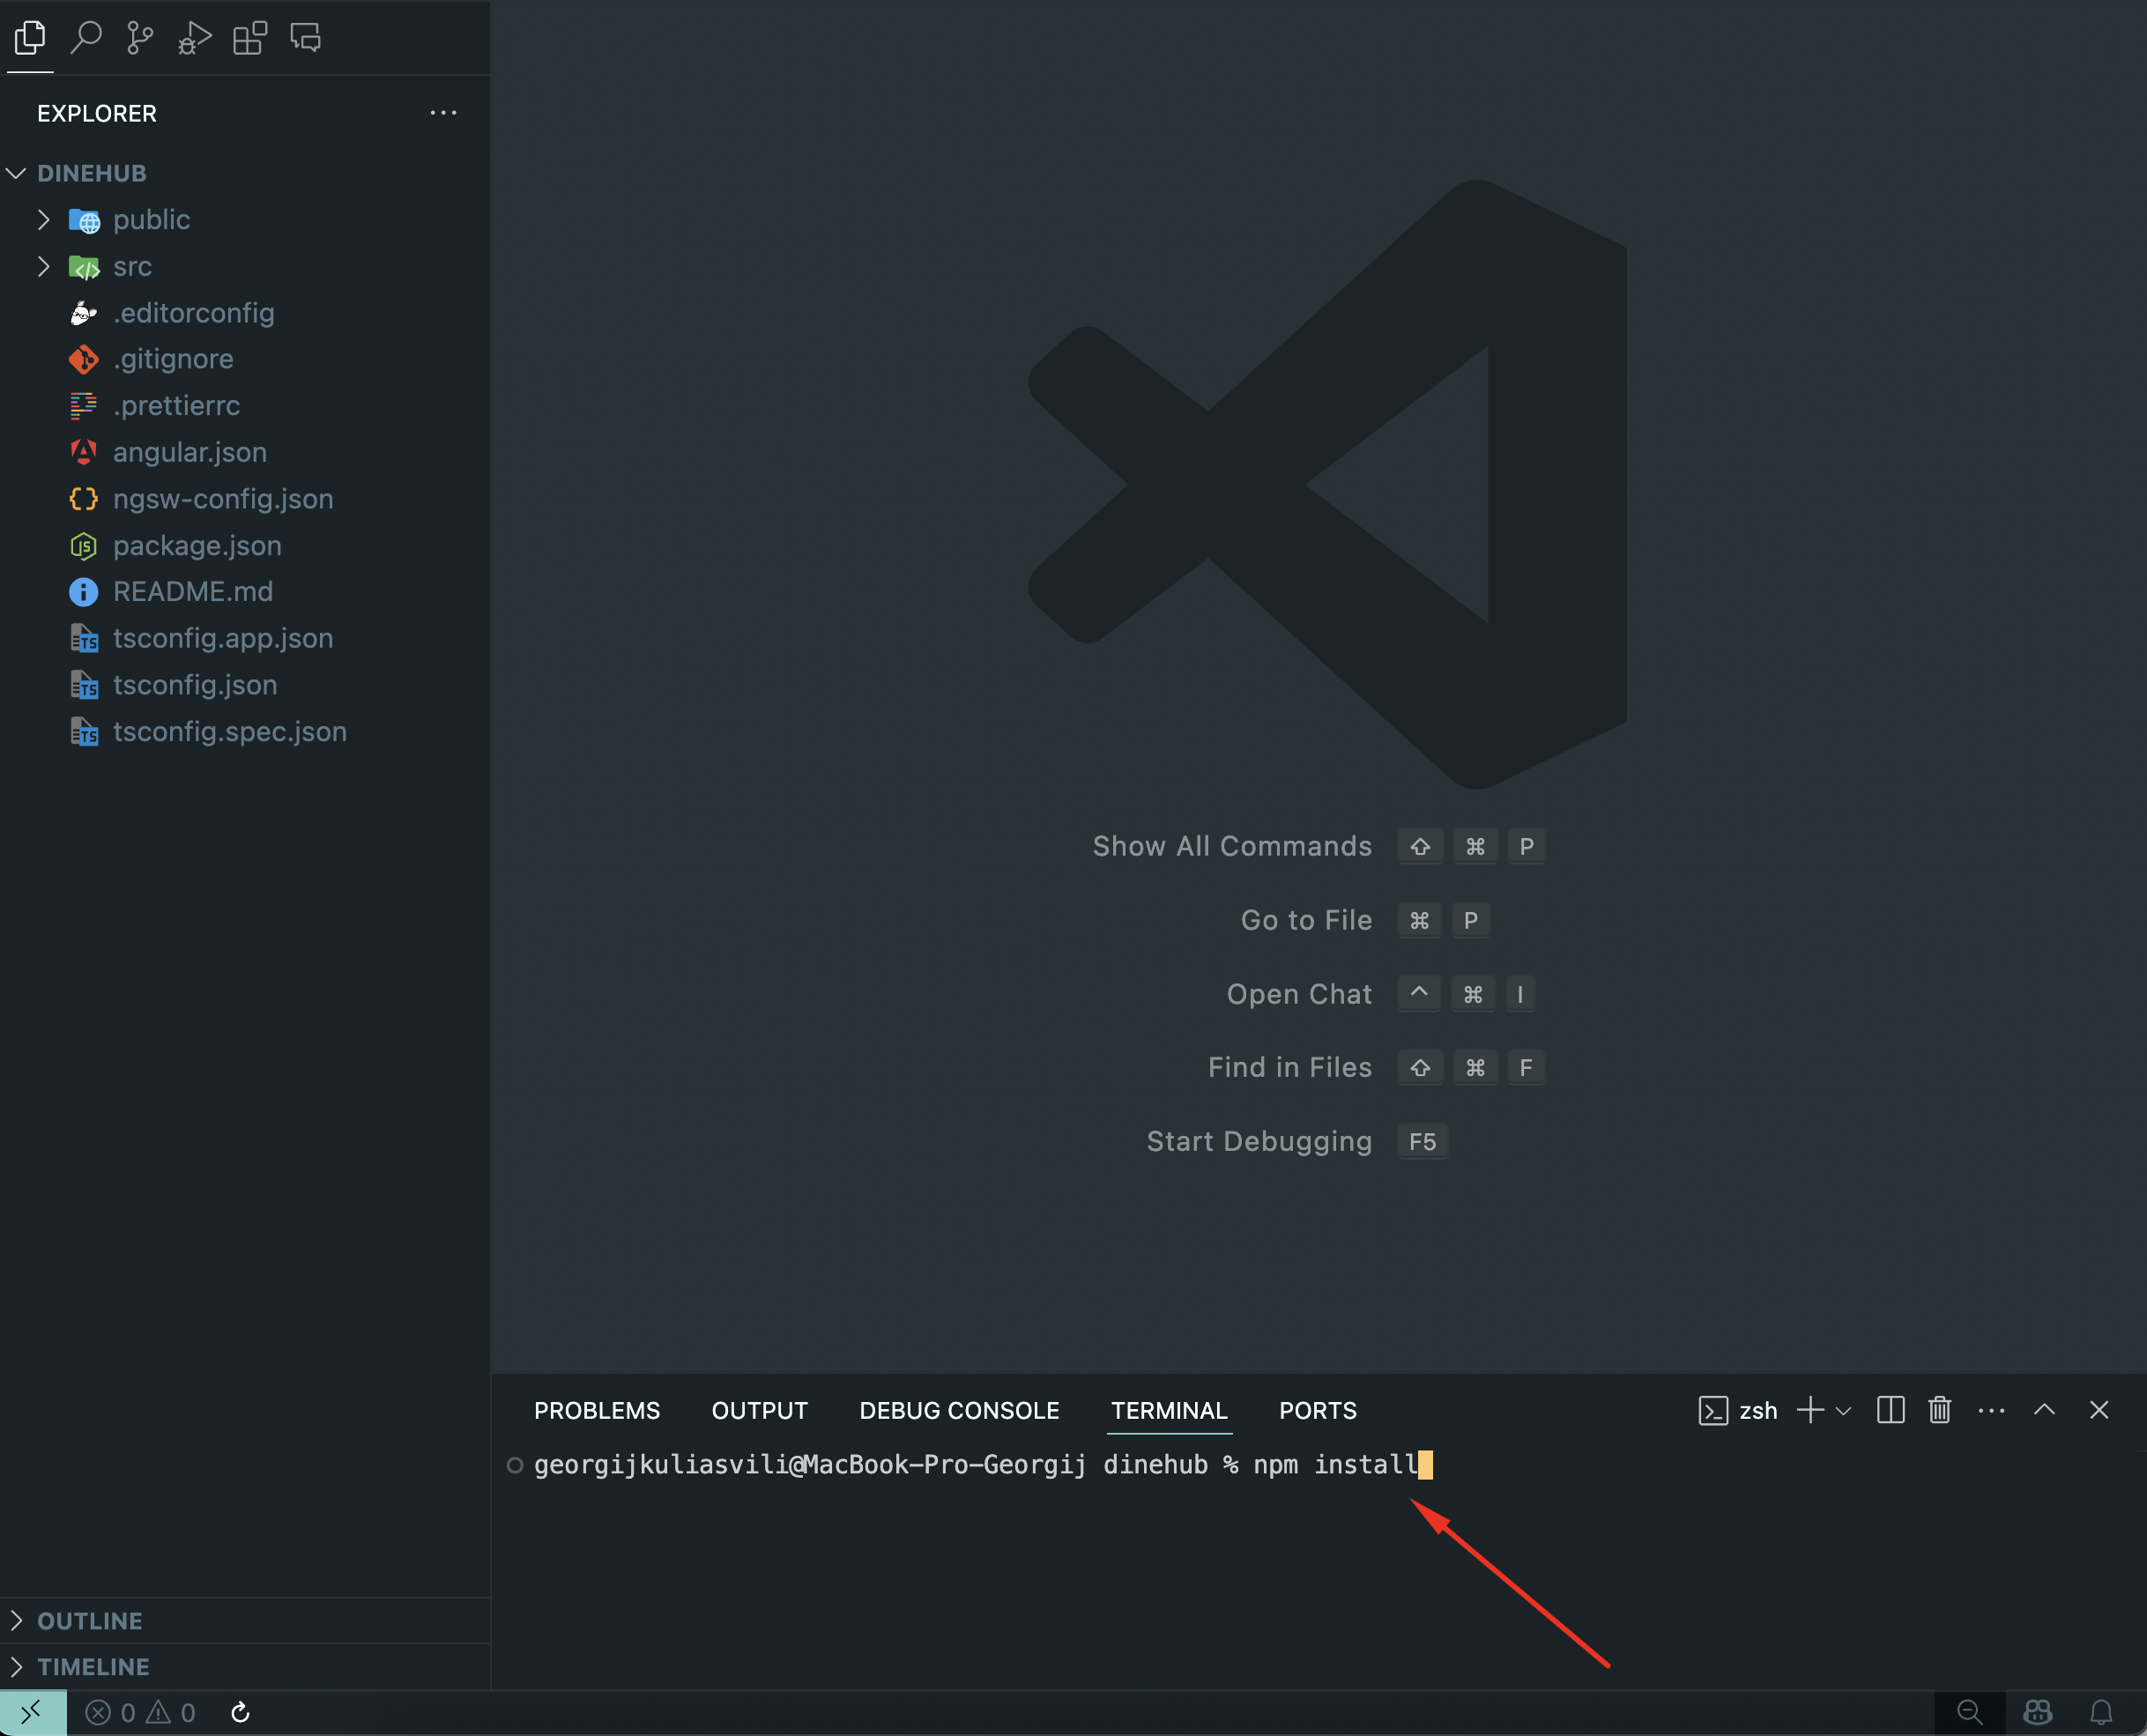 EXPLORER
DINEHUB
public
src
.editorconfig
.gitignore
.prettierrc
angular.json
ngsw-config.json
package.json
README.md
tsconfig.app.json
tsconfig.json
tsconfig.spec.json
OUTLINE
TIMELINE
Show All Commands ⇧ ⌘ P
Go to File ⌘ P
Open Chat ^ ⌘ I
Find in Files ⇧ ⌘ F
Start Debugging F5
PROBLEMS OUTPUT DEBUG CONSOLE TERMINAL PORTS zsh
georgijkuliasvili@MacBook-Pro-Georgij dinehub % npm install
0 0